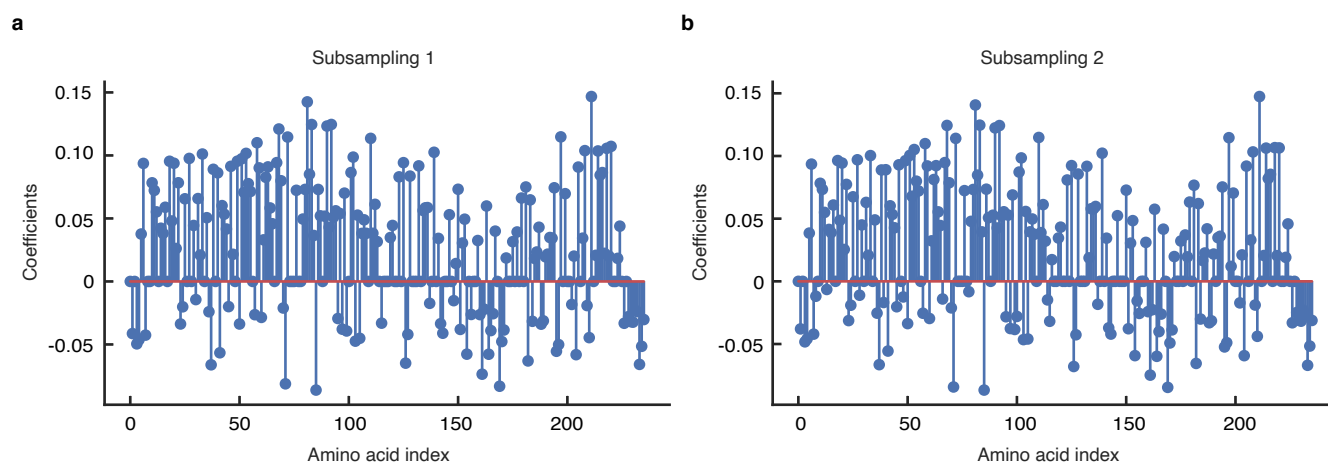 a
Subsampling 1
0.15
0.10
0.05
0
-0.05
Coefficients
0 50 100 150 200
Amino acid index
b
Subsampling 2
0.15
0.10
0.05
0
-0.05
Coefficients
0 50 100 150 200
Amino acid index